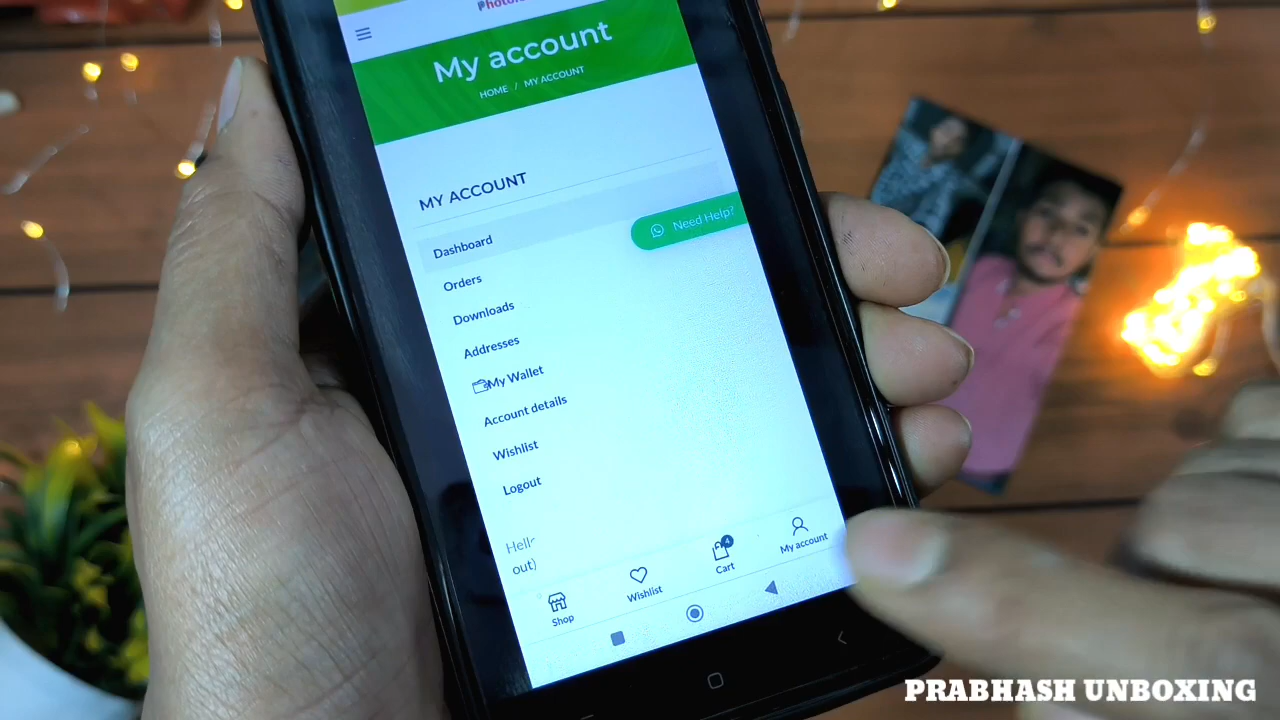 My account
HOME / MY ACCOUNT
MY ACCOUNT
Dashboard
Need Help?
Orders
Downloads
Addresses
My Wallet
Account details
Wishlist
Logout
out)
4
Shop
Wishlist
Cart
My account
PRABHASH UNBOXING